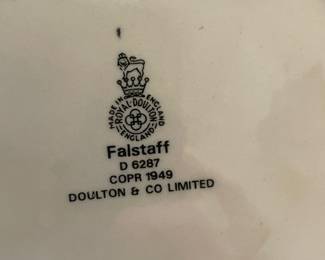 MADE IN ENGLAND
ROYAL DOULTON
ENGLAND
Falstaff
D 6287
COPR 1949
DOULTON & CO LIMITED